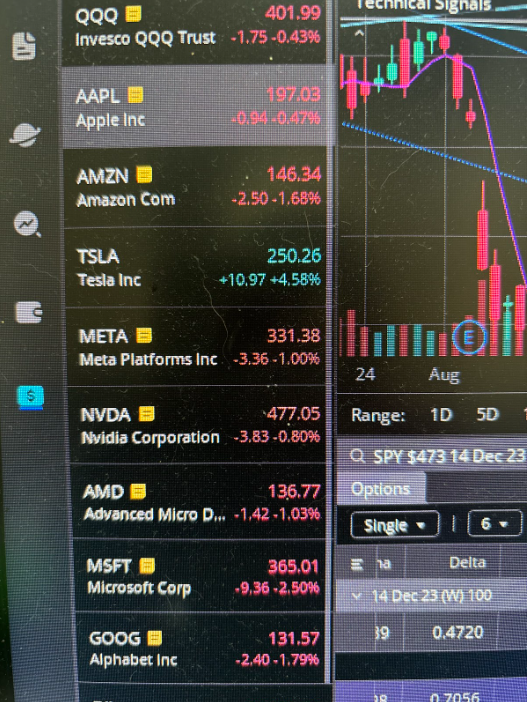 QQQ
401.99
Invesco QQQ Trust
-1.75 -0.43%
AAPL
197.03
Apple Inc
-0.94 -0.47%
AMZN
146.34
Amazon Com
-2.50 -1.68%
TSLA
250.26
Tesla Inc
+10.97 +4.58%
META
331.38
Meta Platforms Inc
-3.36 -1.00%
NVDA
477.05
Nvidia Corporation
-3.83 -0.80%
AMD
136.77
Advanced Micro D...
-1.42 -1.03%
MSFT
365.01
Microsoft Corp
-9.36 -2.50%
GOOG
131.57
Alphabet Inc
-2.40 -1.79%
$
Technical Signals
E
24 Aug
Range: 1D 5D
SPY $473 14 Dec 23
Options
Single 6
Delta
14 Dec 23 (W) 100
39 0.4720
0.7056